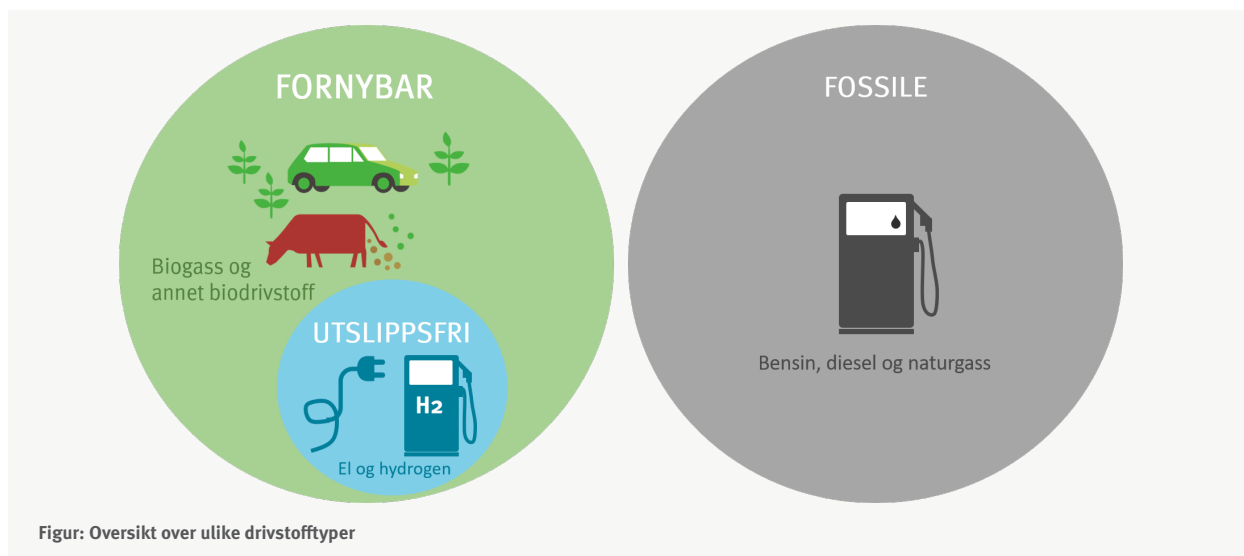 FORNYBAR
Biogass og
annet biodrivstoff
UTSLIPPSFRI
H2
El og hydrogen
FOSSILE
Bensin, diesel og naturgass
Figur: Oversikt over ulike drivstofftyper